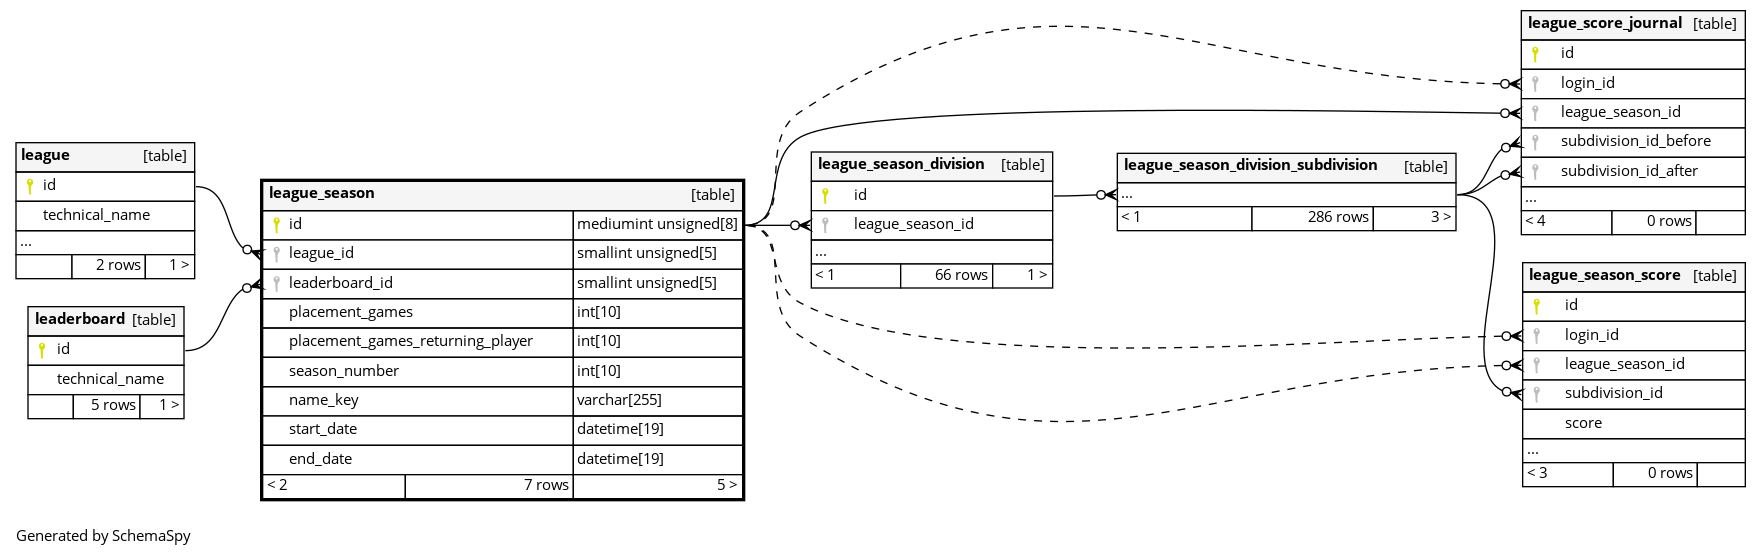 league [table]
id
technical_name
...
2 rows 1 >
leaderboard [table]
id
technical_name
5 rows 1 >
league_season [table]
id mediumint unsigned[8]
league_id smallint unsigned[5]
leaderboard_id smallint unsigned[5]
placement_games int[10]
placement_games_returning_player int[10]
season_number int[10]
name_key varchar[255]
start_date datetime[19]
end_date datetime[19]
< 2 7 rows 5 >
league_season_division [table]
id
league_season_id
...
< 1 66 rows 1 >
league_season_division_subdivision [table]
...
< 1 286 rows 3 >
league_score_journal [table]
id
login_id
league_season_id
subdivision_id_before
subdivision_id_after
...
< 4 0 rows
league_season_score [table]
id
login_id
league_season_id
subdivision_id
score
...
< 3 0 rows
Generated by SchemaSpy